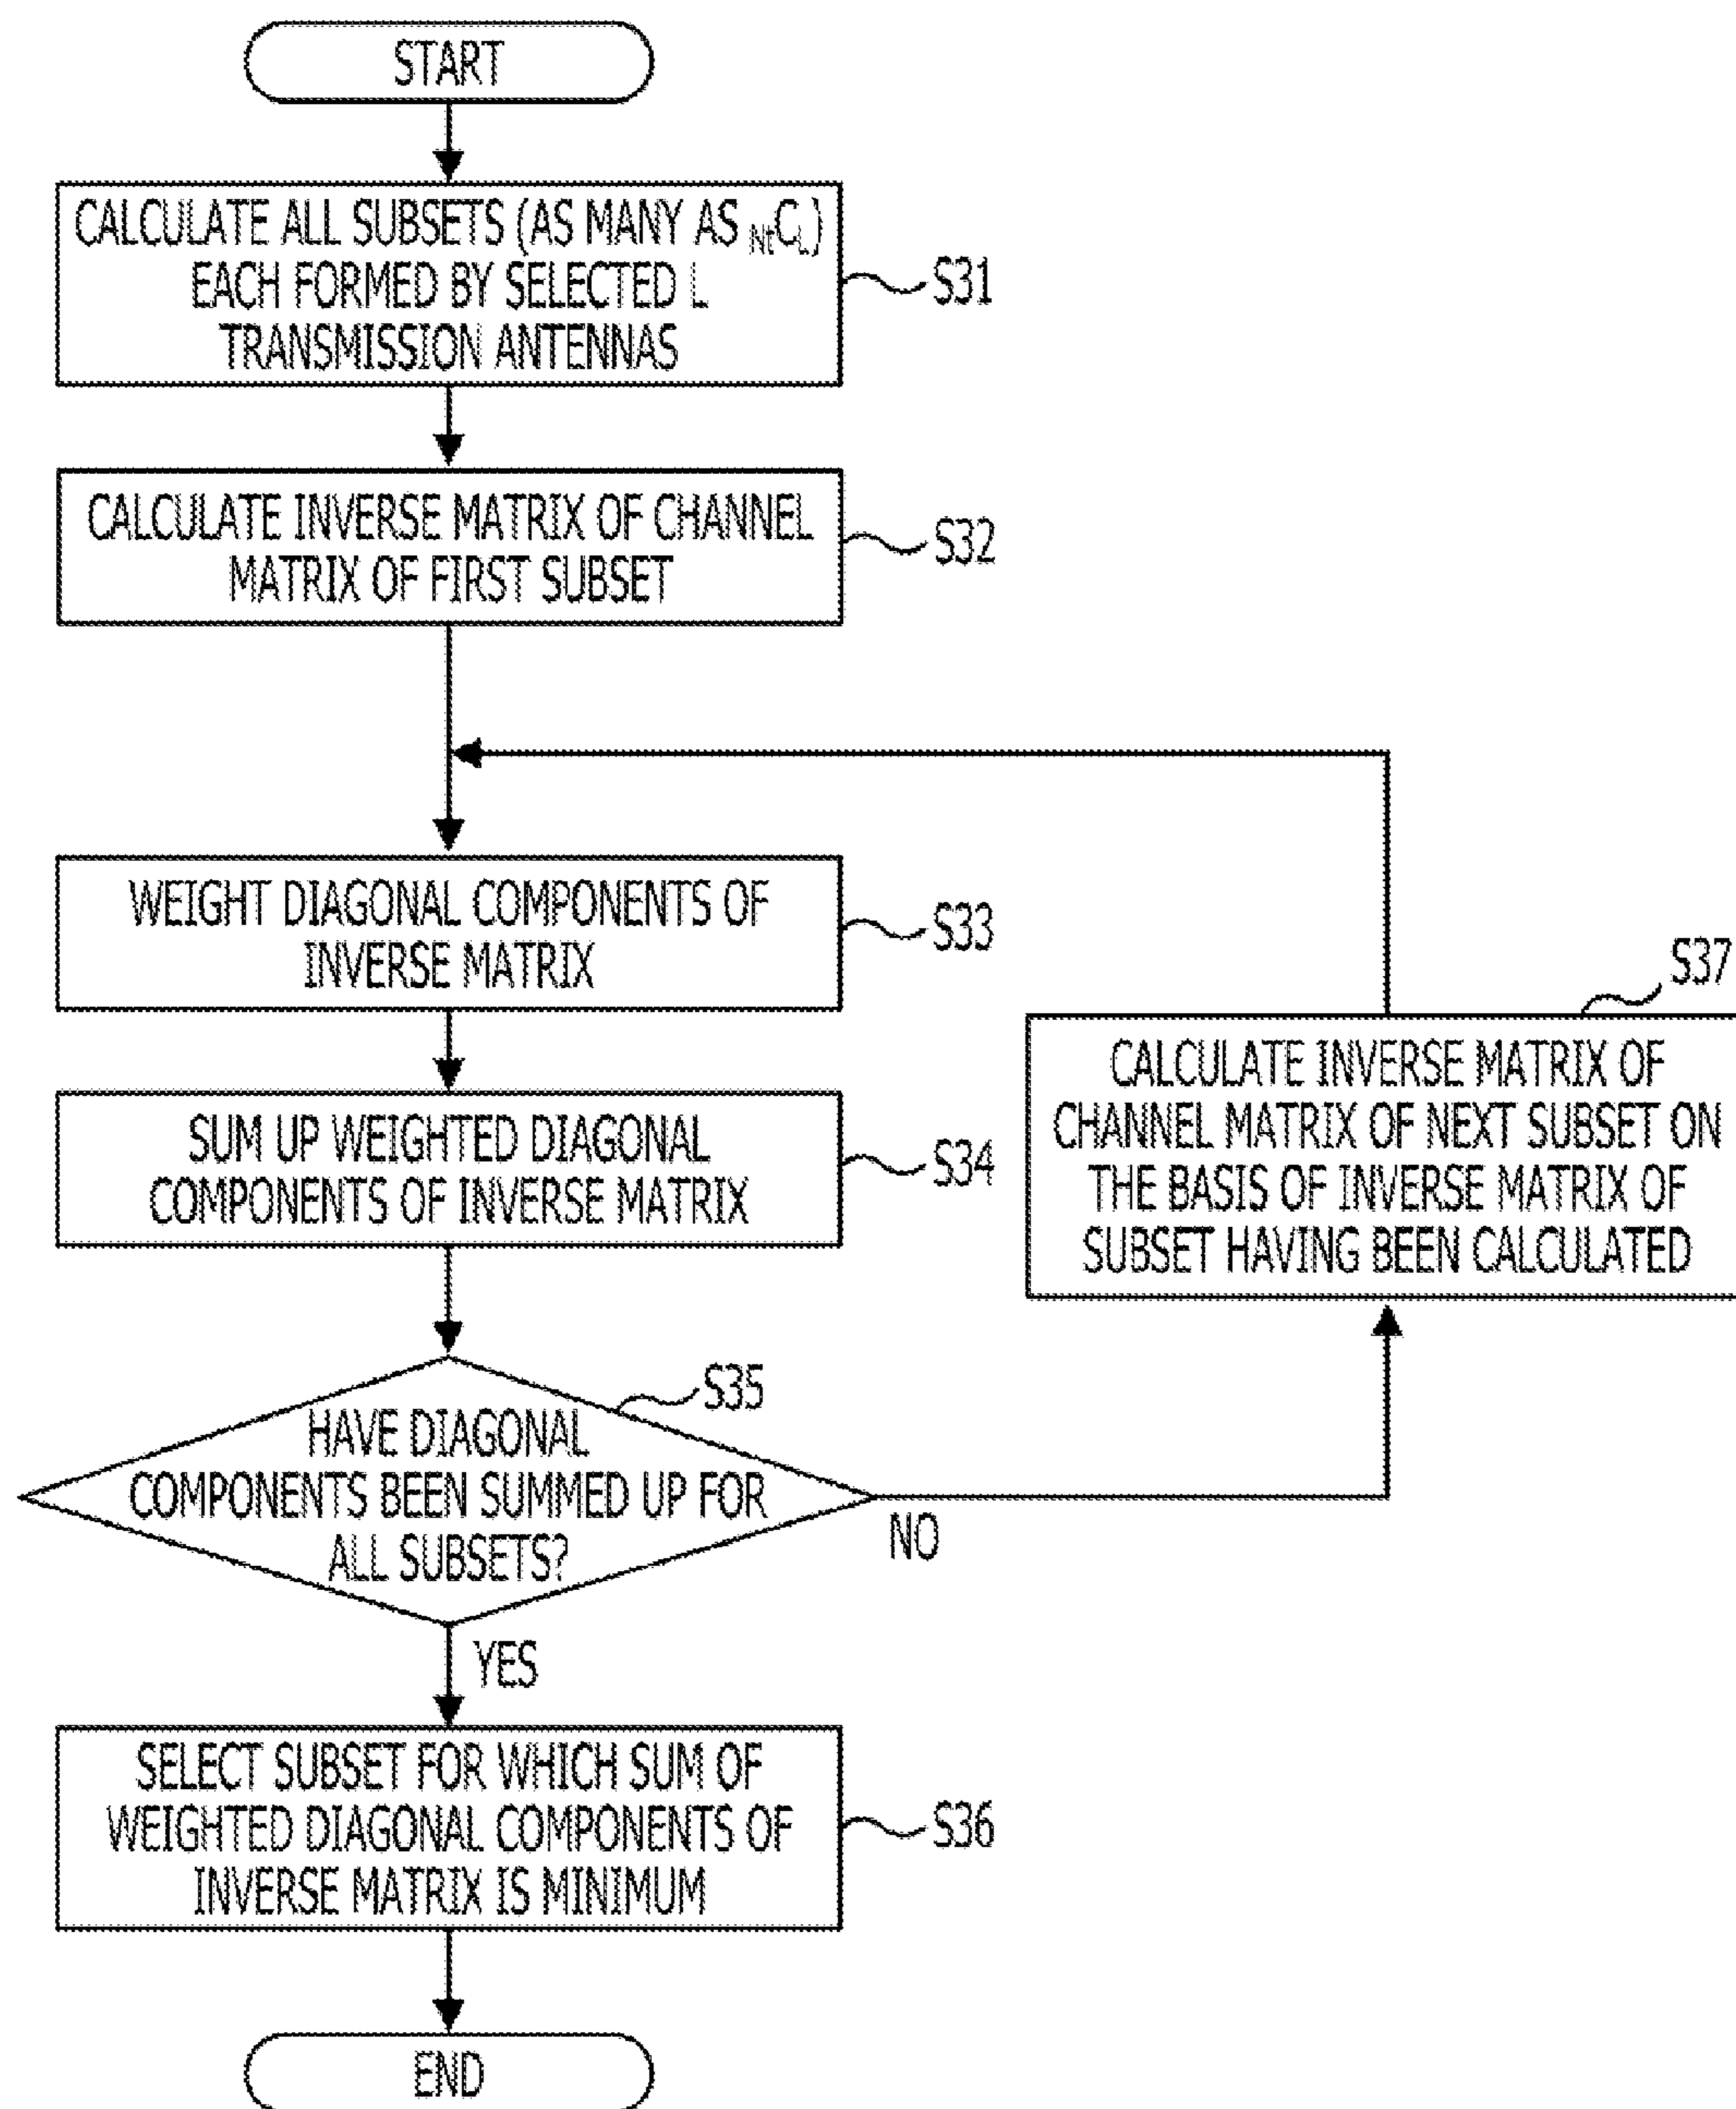 START
CALCULATE ALL SUBSETS (AS MANY AS NtCL)
EACH FORMED BY SELECTED L
TRANSMISSION ANTENNAS
S31
CALCULATE INVERSE MATRIX OF CHANNEL
MATRIX OF FIRST SUBSET
S32
WEIGHT DIAGONAL COMPONENTS OF
INVERSE MATRIX
S33
SUM UP WEIGHTED DIAGONAL
COMPONENTS OF INVERSE MATRIX
S34
S37
CALCULATE INVERSE MATRIX OF
CHANNEL MATRIX OF NEXT SUBSET ON
THE BASIS OF INVERSE MATRIX OF
SUBSET HAVING BEEN CALCULATED
S35
HAVE DIAGONAL
COMPONENTS BEEN SUMMED UP FOR
ALL SUBSETS?
NO
YES
SELECT SUBSET FOR WHICH SUM OF
WEIGHTED DIAGONAL COMPONENTS OF
INVERSE MATRIX IS MINIMUM
S36
END